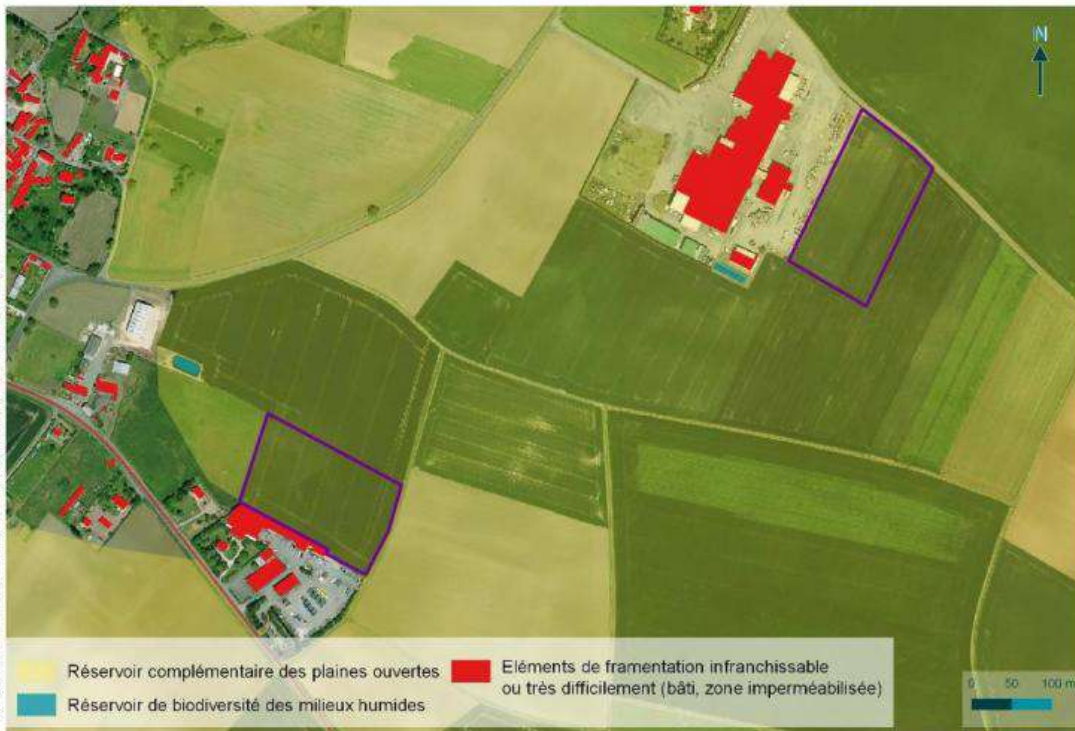 N
Réservoir complémentaire des plaines ouvertes
Réservoir de biodiversité des milieux humides
Eléments de framentation infranchissable
ou très difficilement (bâti, zone imperméabilisée)
0 50 100 m